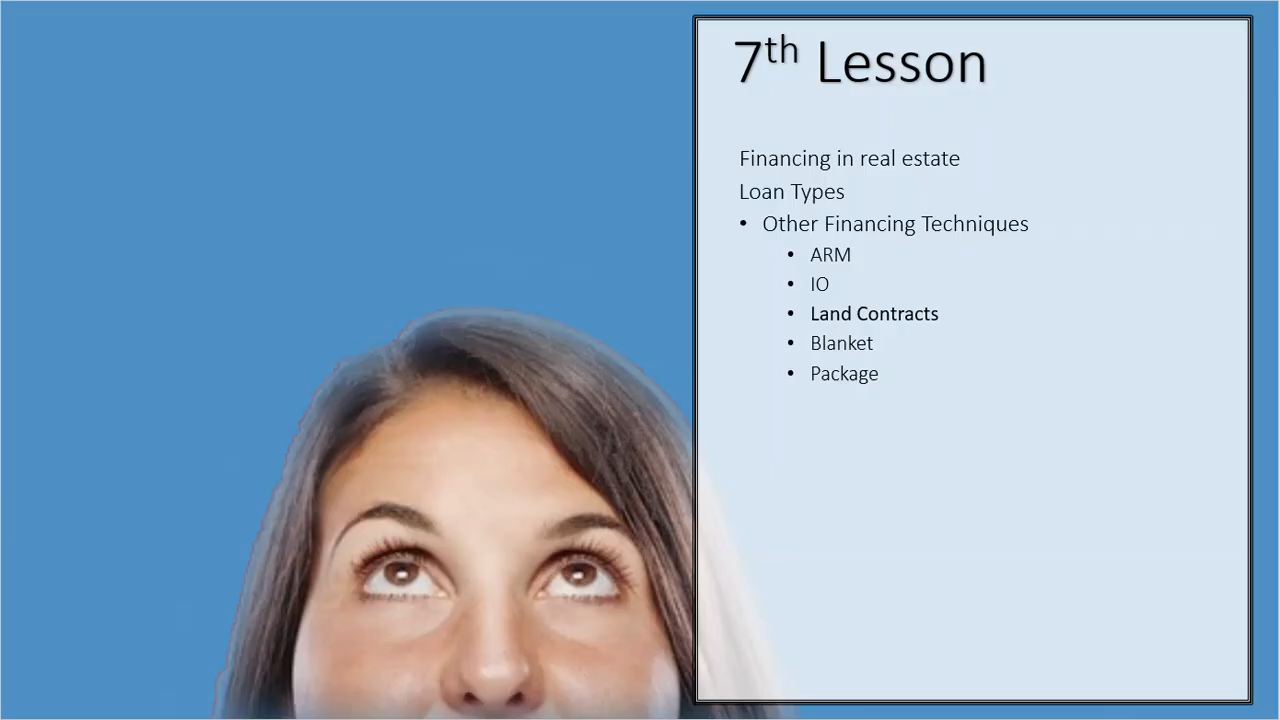 7th Lesson
Financing in real estate
Loan Types
• Other Financing Techniques
• ARM
• IO
• Land Contracts
• Blanket
• Package